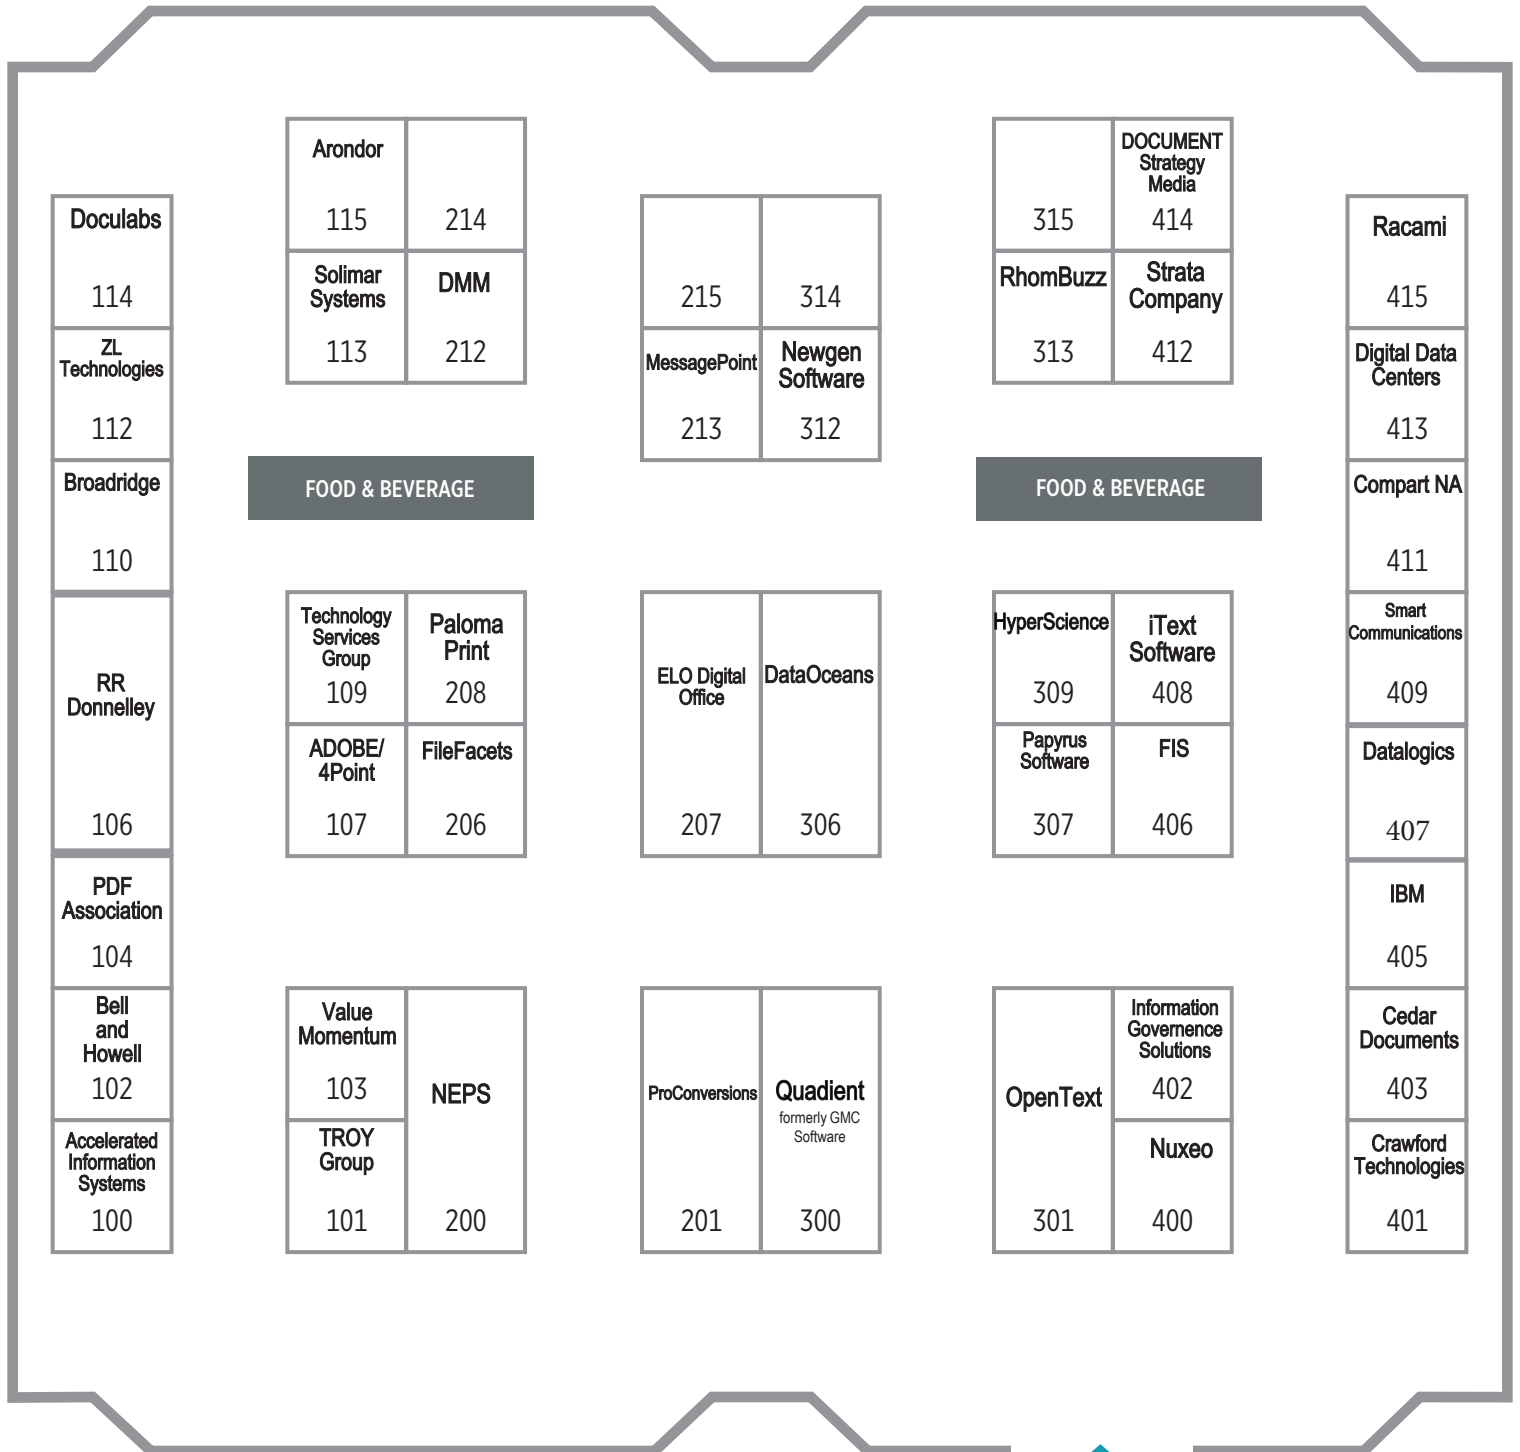 Doculabs
114
ZL
Technologies
112
Broadridge
110
RR
Donnelley
106
PDF
Association
104
Bell
and
Howell
102
Accelerated
Information
Systems
100
Arondor
115
214
Solimar
Systems
113
DMM
212
FOOD & BEVERAGE
Technology
Services
Group
109
Paloma
Print
208
ADOBE/
4Point
107
FileFacets
206
Value
Momentum
103
NEPS
200
TROY
Group
101
215
314
MessagePoint
213
Newgen
Software
312
ELO Digital
Office
207
DataOceans
306
ProConversions
201
Quadient
formerly GMC
Software
300
315
DOCUMENT
Strategy
Media
414
RhomBuzz
313
Strata
Company
412
FOOD & BEVERAGE
HyperScience
309
iText
Software
408
Papyrus
Software
307
FIS
406
OpenText
301
Information
Governence
Solutions
402
Nuxeo
400
Racami
415
Digital Data
Centers
413
Compart NA
411
Smart
Communications
409
Datalogics
407
IBM
405
Cedar
Documents
403
Crawford
Technologies
401